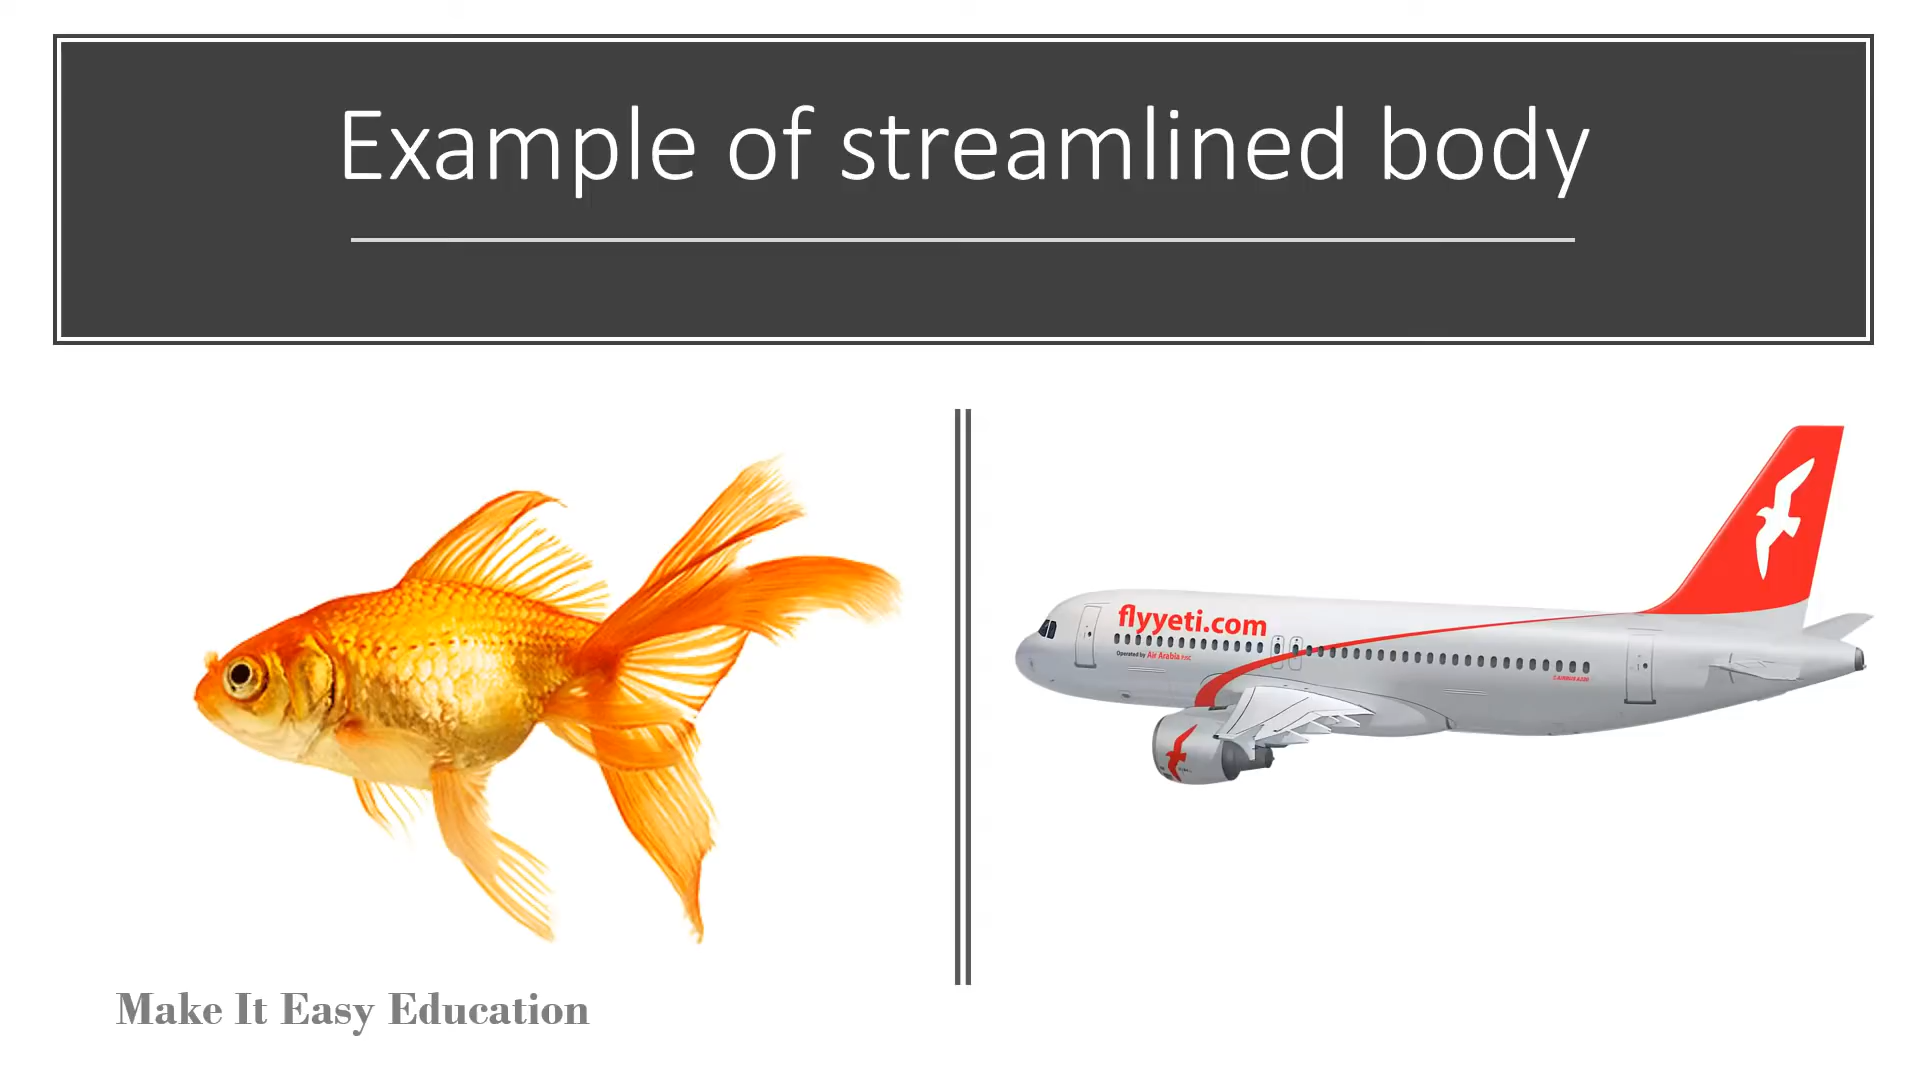 Example of streamlined body
flyyeti.com
Operated by Air Arabia
Make It Easy Education